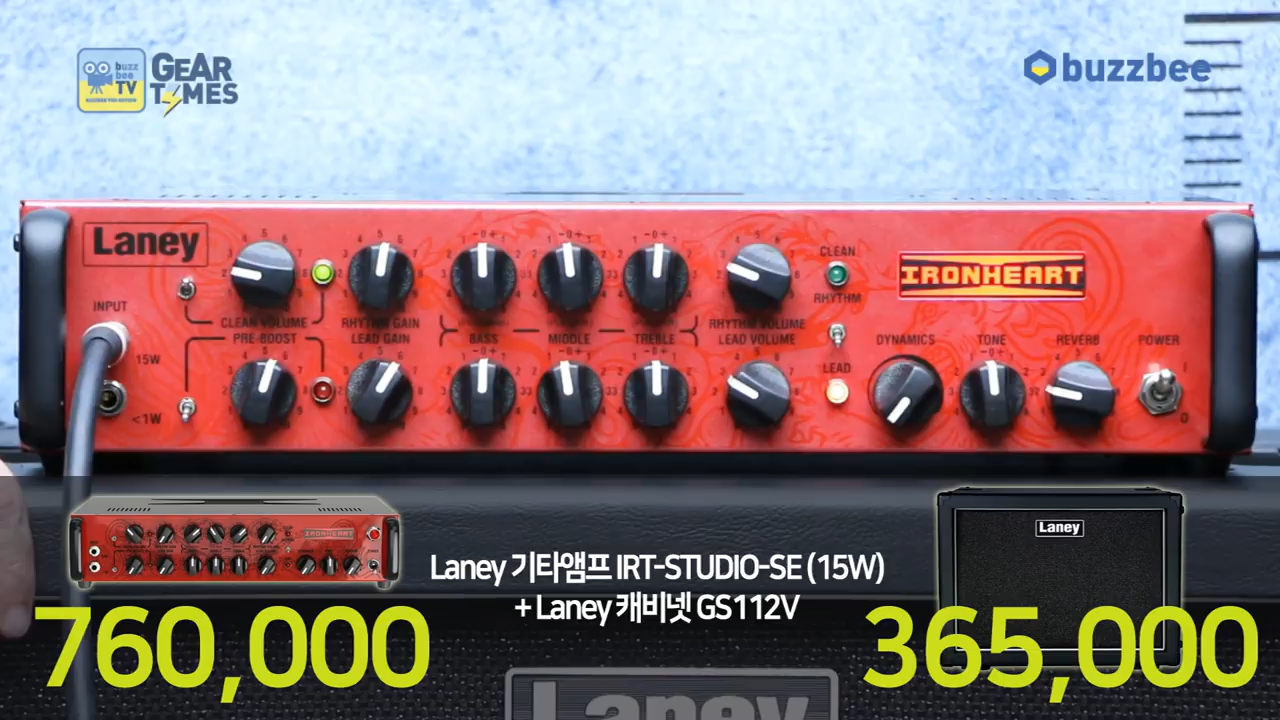 buzz
bee
TV
GEAR
TIMES
buzzbee
Laney
IRONHEART
INPUT
15W
<1W
CLEAN VOLUME
PRE-BOOST
RHYTHM GAIN
LEAD GAIN
BASS
MIDDLE
TREBLE
RHYTHM VOLUME
LEAD VOLUME
CLEAN
RHYTHM
LEAD
DYNAMICS
TONE
REVERB
POWER
I
O
IRONHEART
Laney
Laney 기타앰프 IRT-STUDIO-SE (15W)
+ Laney 캐비넷 GS112V
760,000
365,000
Laney